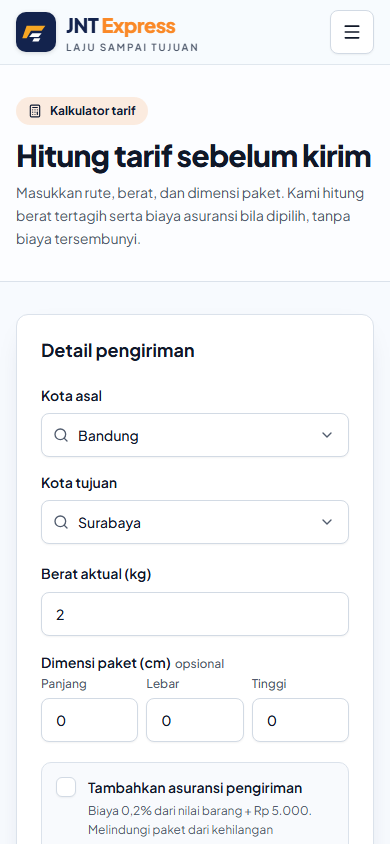 JNT Express
LAJU SAMPAI TUJUAN
Kalkulator tarif
Hitung tarif sebelum kirim
Masukkan rute, berat, dan dimensi paket. Kami hitung
berat tertagih serta biaya asuransi bila dipilih, tanpa
biaya tersembunyi.
Detail pengiriman
Kota asal
Bandung
Kota tujuan
Surabaya
Berat aktual (kg)
2
Dimensi paket (cm) opsional
Panjang Lebar Tinggi
0 0 0
Tambahkan asuransi pengiriman
Biaya 0,2% dari nilai barang + Rp 5.000.
Melindungi paket dari kehilangan